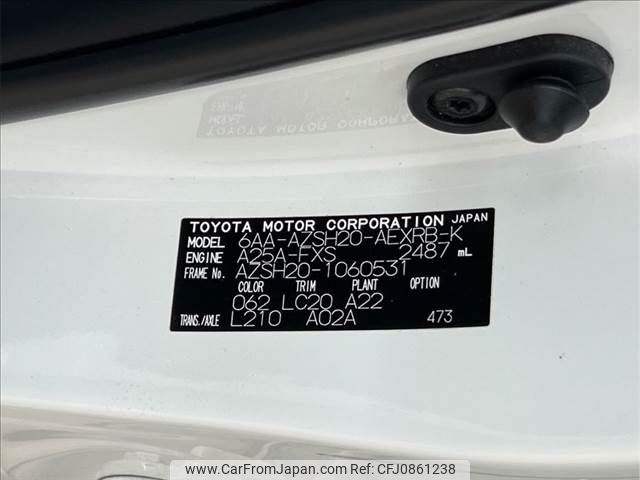 TOYOTA MOTOR CORPORATION JAPAN
MODEL 6AA-AZSH20-AEXRB-K
ENGINE A25A-FXS 2487 mL
FRAME No. AZSH20-1060531
COLOR TRIM PLANT OPTION
062 LC20 A22
TRANS./AXLE L210 A02A 473
www.CarFromJapan.com | Ref.No CFJ0861238